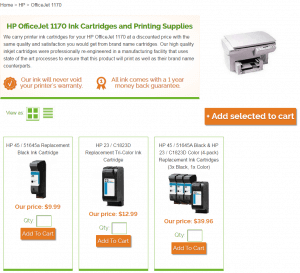 Home > HP > OfficeJet 1170
HP OfficeJet 1170 Ink Cartridges and Printing Supplies
We carry printer ink cartridges for your HP OfficeJet 1170 at a discounted price with the
same quality and satisfaction you would get from brand name cartridges. Our high quality
inkjet cartridges were professionally re-engineered in a manufacturing facility that uses
state of the art processes to ensure that this product will print as well as their brand name
counterparts.
Our ink will never void
your printer's warranty.
All ink comes with a 1 year
money back guarantee.
View as
+ Add selected to cart
HP 45 / 51645a Replacement
Black Ink Cartridge
Our price: $9.99
Qty
Add To Cart
HP 23 / C1823D
Replacement Tri-Color Ink
Cartridge
Our price: $12.99
Qty
Add To Cart
HP 45 / 51645A Black & HP
23 / C1823D Color (4-pack)
Replacement Ink Cartridges
(3x Black, 1x Color)
Our price: $39.96
Qty
Add To Cart